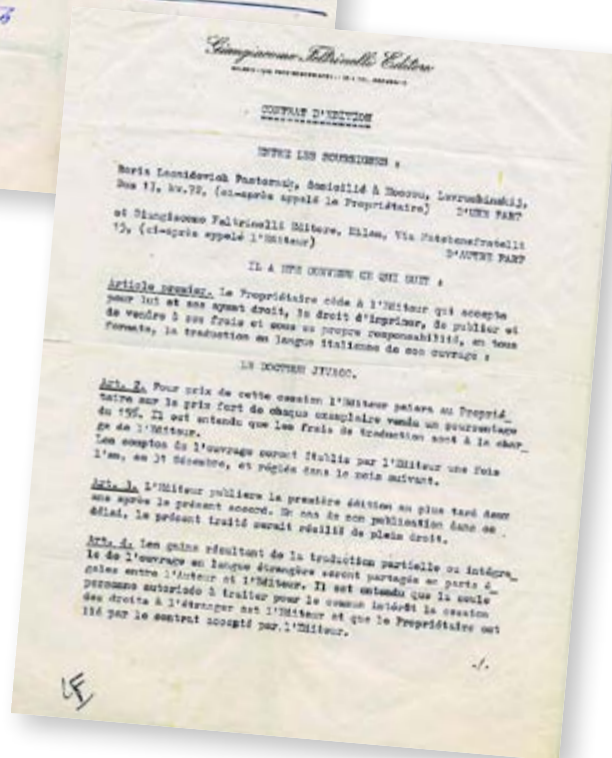 Giangiacomo Feltrinelli Editore
CONTRAT D'EDITION
ENTRE LES SOUSSIGNES :
Boris Leonidovich Pasternak, domicilié à Moscou, Lavruchinskij,
Dom 17, kv.72, (ci-après appelé le Propriétaire) D'UNE PART
et Giangiacomo Feltrinelli Editore, Milan, Via Fatebenefratelli
15, (ci-après appelé l'Editeur) D'AUTRE PART
IL A ETE CONVENU CE QUI SUIT :
Article premier. Le Propriétaire cède à l'Editeur qui accepte
pour lui et ses ayant droit, le droit d'imprimer, de publier et
de vendre à ses frais et sous sa propre responsabilité, en tous
formats, la traduction en langue italienne de son ouvrage :
LE DOCTEUR JIVAGO.
Art. 2. Pour prix de cette cession l'Editeur paiera au Proprié_
taire sur le prix fort de chaque exemplaire vendu un pourcentage
du 15%. Il est entendu que les frais de traduction sont à la char_
ge de l'Editeur.
Les comptes de l'ouvrage seront établis par l'Editeur une fois
l'an, au 31 Décembre, et réglés dans le mois suivant.
Art. 3. L'Editeur publiera la première édition au plus tard deux
ans après le présent accord. En cas de non publication dans ce
délai, le présent traité serait résilié de plein droit.
Art. 4. Les gains résultant de la traduction partielle ou intégra_
le de l'ouvrage en langue étrangère seront partagés en parts é_
gales entre l'Auteur et l'Editeur. Il est entendu que la seule
personne autorisée à traiter pour le commun intérêt la cession
des droits à l'étranger est l'Editeur et que le Propriétaire est
lié par le contrat accepté par l'Editeur.
./.